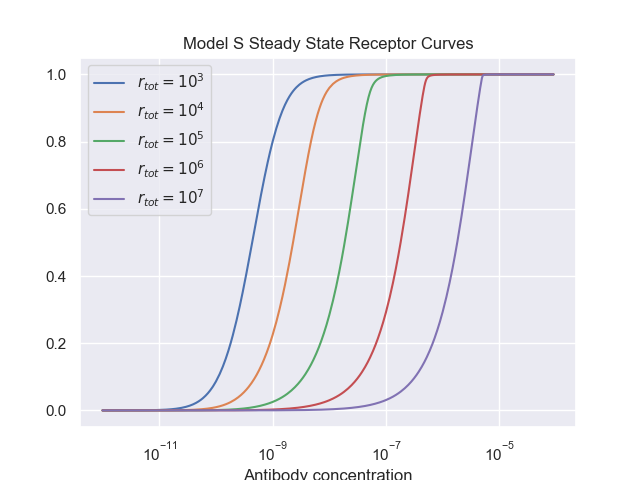 Model S Steady State Receptor Curves
r_tot = 10^3
r_tot = 10^4
r_tot = 10^5
r_tot = 10^6
r_tot = 10^7
1.0
0.8
0.6
0.4
0.2
0.0
10^−11 10^−9 10^−7 10^−5
Antibody concentration